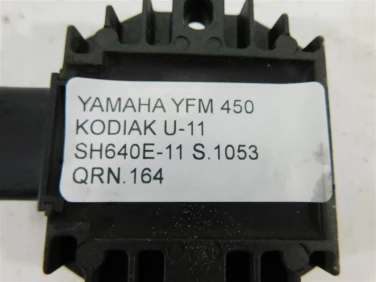 YAMAHA YFM 450
KODIAK U-11
SH640E-11 S.1053
QRN.164